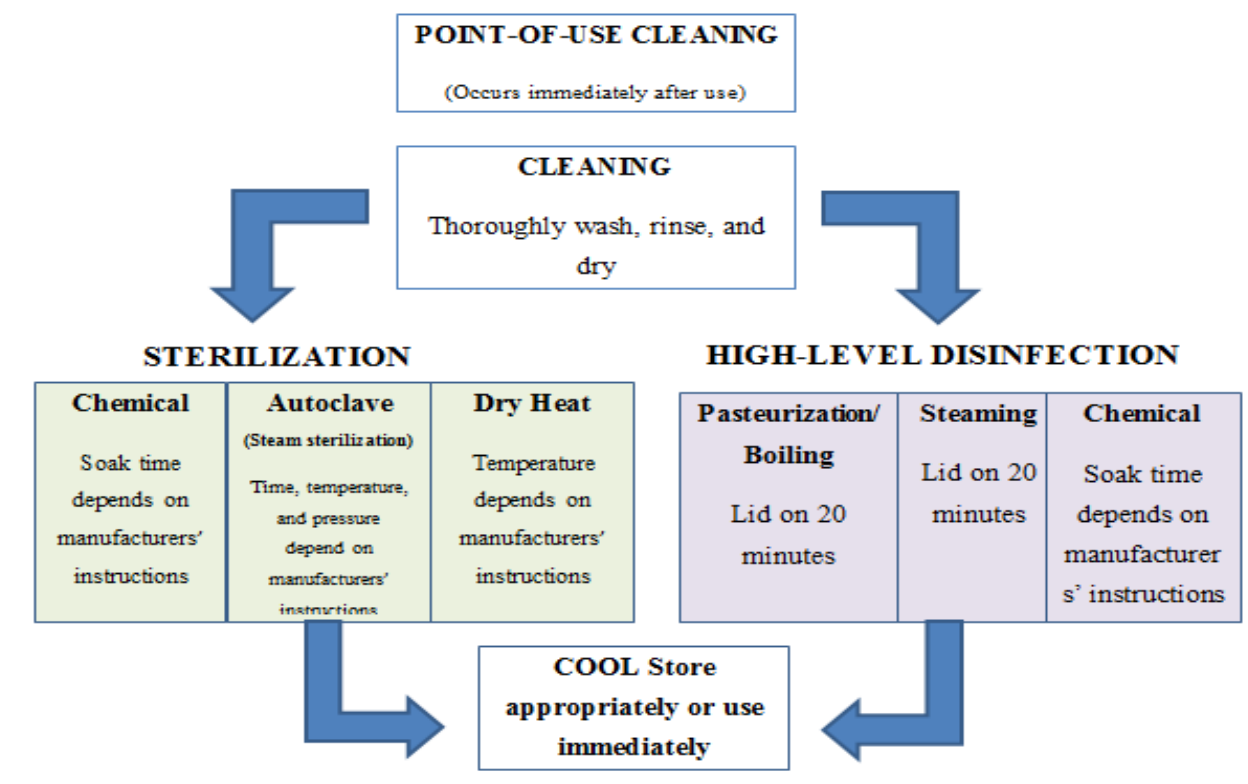 POINT-OF-USE CLEANING
(Occurs immediately after use)
CLEANING
Thoroughly wash, rinse, and
dry
STERILIZATION
Chemical
Soak time
depends on
manufacturers'
instructions
Autoclave
(Steam sterilization)
Time, temperature,
and pressure
depend on
manufacturers'
instructions
Dry Heat
Temperature
depends on
manufacturers'
instructions
HIGH-LEVEL DISINFECTION
Pasteurization/
Boiling
Lid on 20
minutes
Steaming
Lid on 20
minutes
Chemical
Soak time
depends on
manufacturer
s' instructions
COOL Store
appropriately or use
immediately